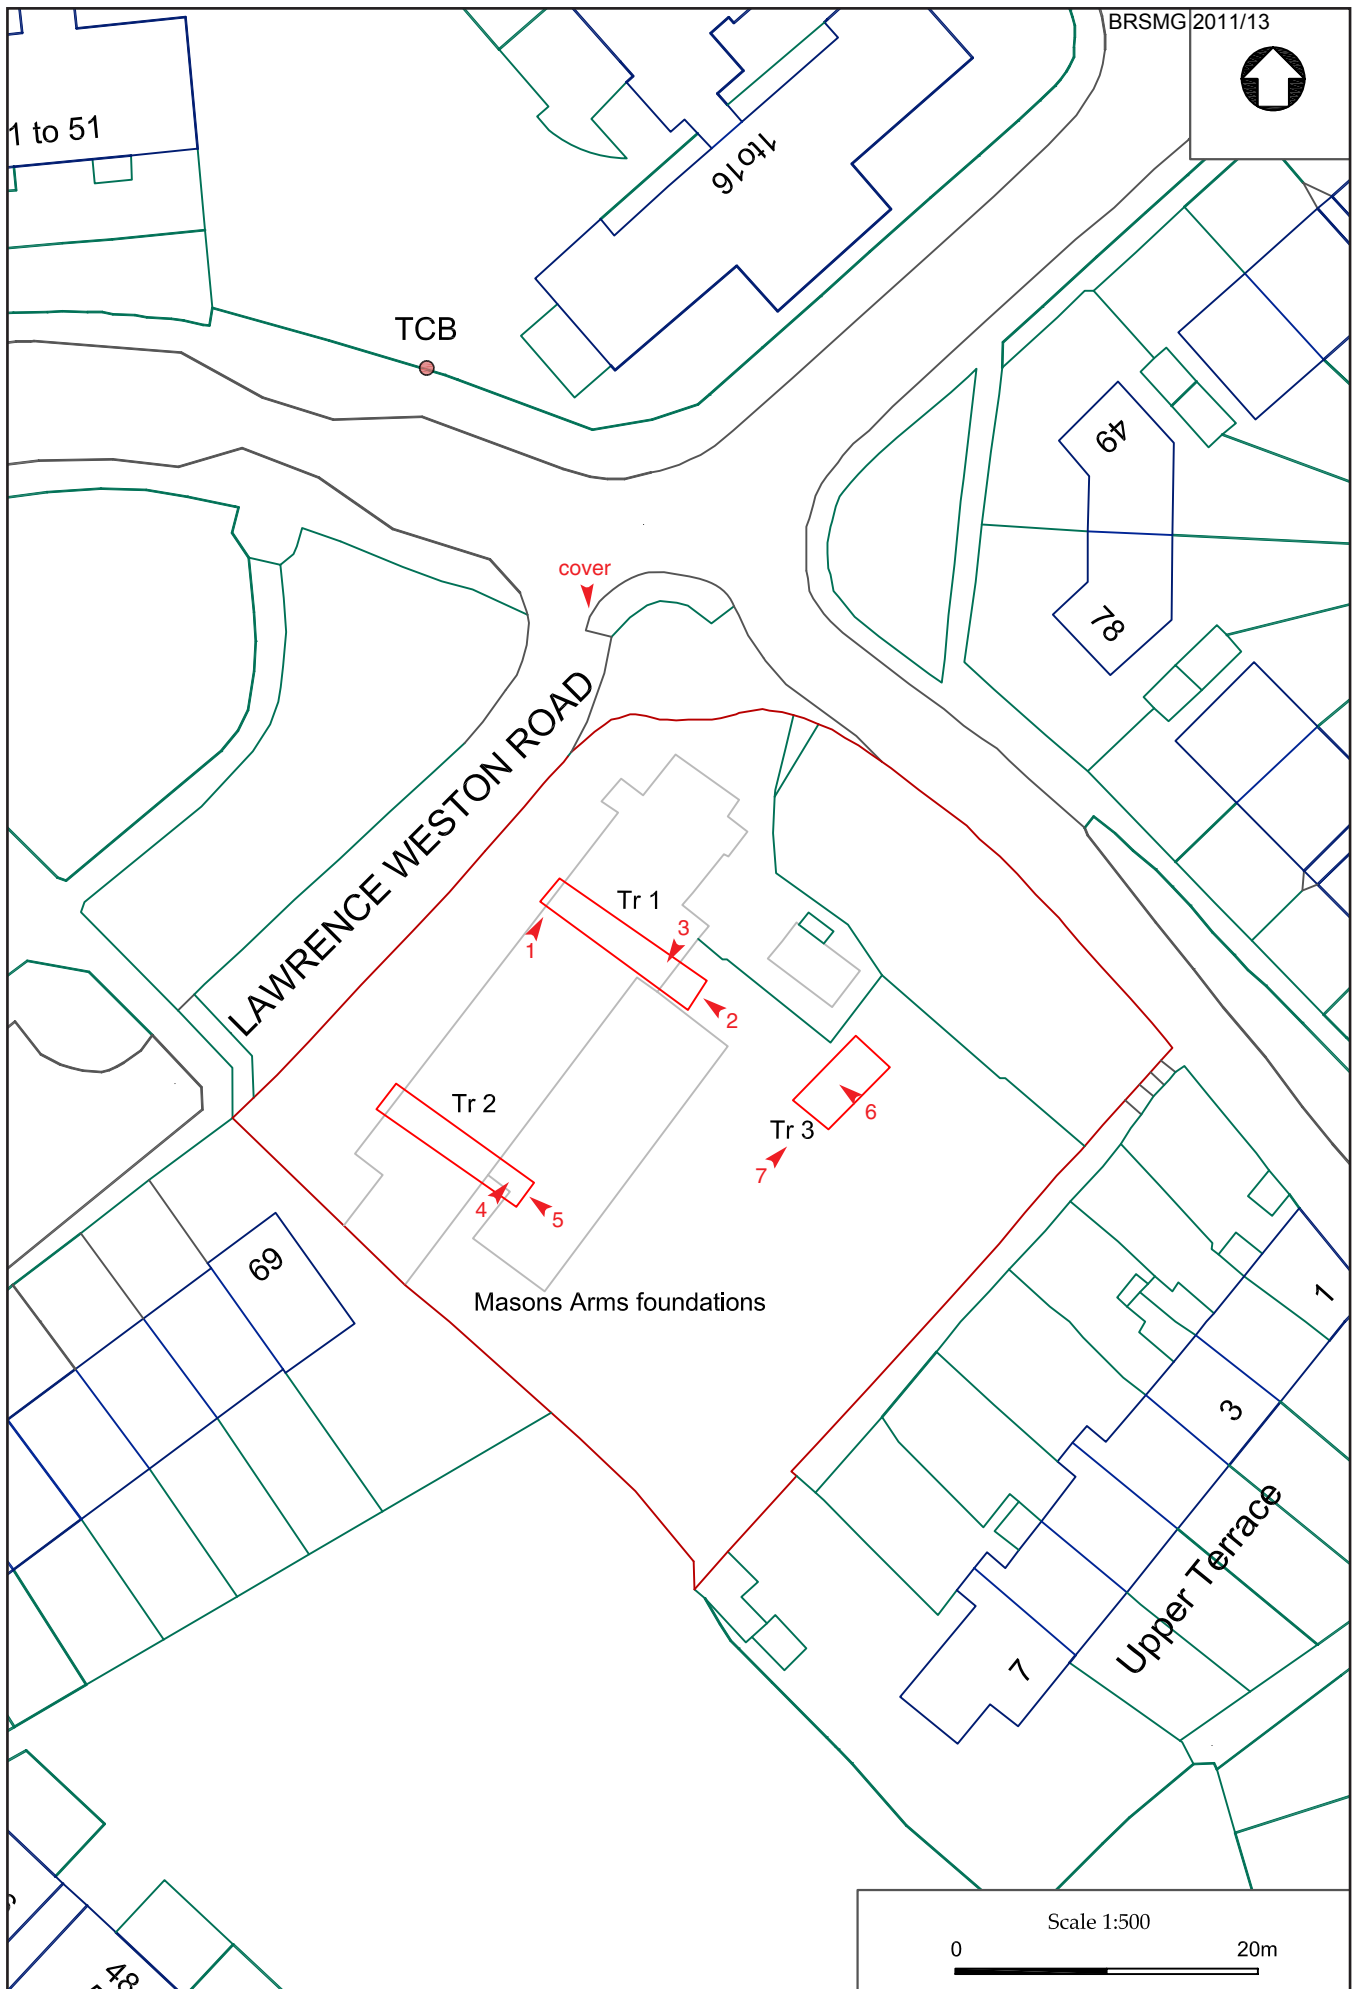 BRSMG 2011/13
1 to 51
1to16
TCB
49
78
cover
LAWRENCE WESTON ROAD
Tr 1
3
1
2
Tr 2
Tr 3
6
7
4
5
69
Masons Arms foundations
1
3
Upper Terrace
7
48
Scale 1:500
0 20m